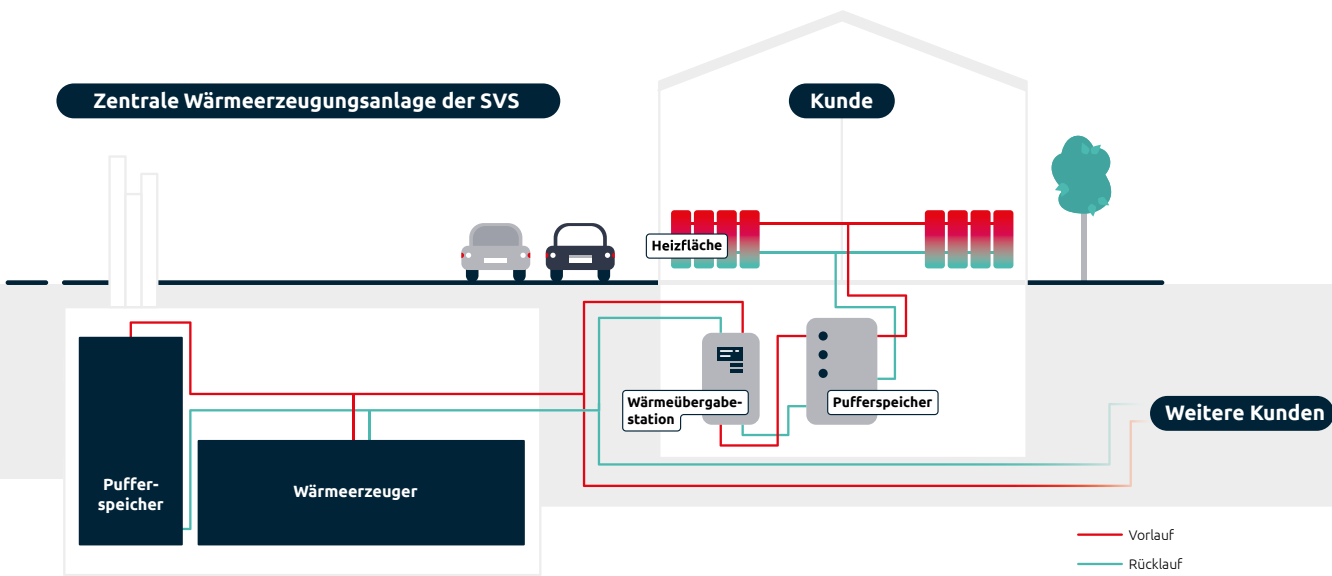 Zentrale Wärmeerzeugungsanlage der SVS
Kunde
Heizfläche
Wärmeübergabe-
station
Pufferspeicher
Weitere Kunden
Puffer-
speicher
Wärmeerzeuger
Vorlauf
Rücklauf